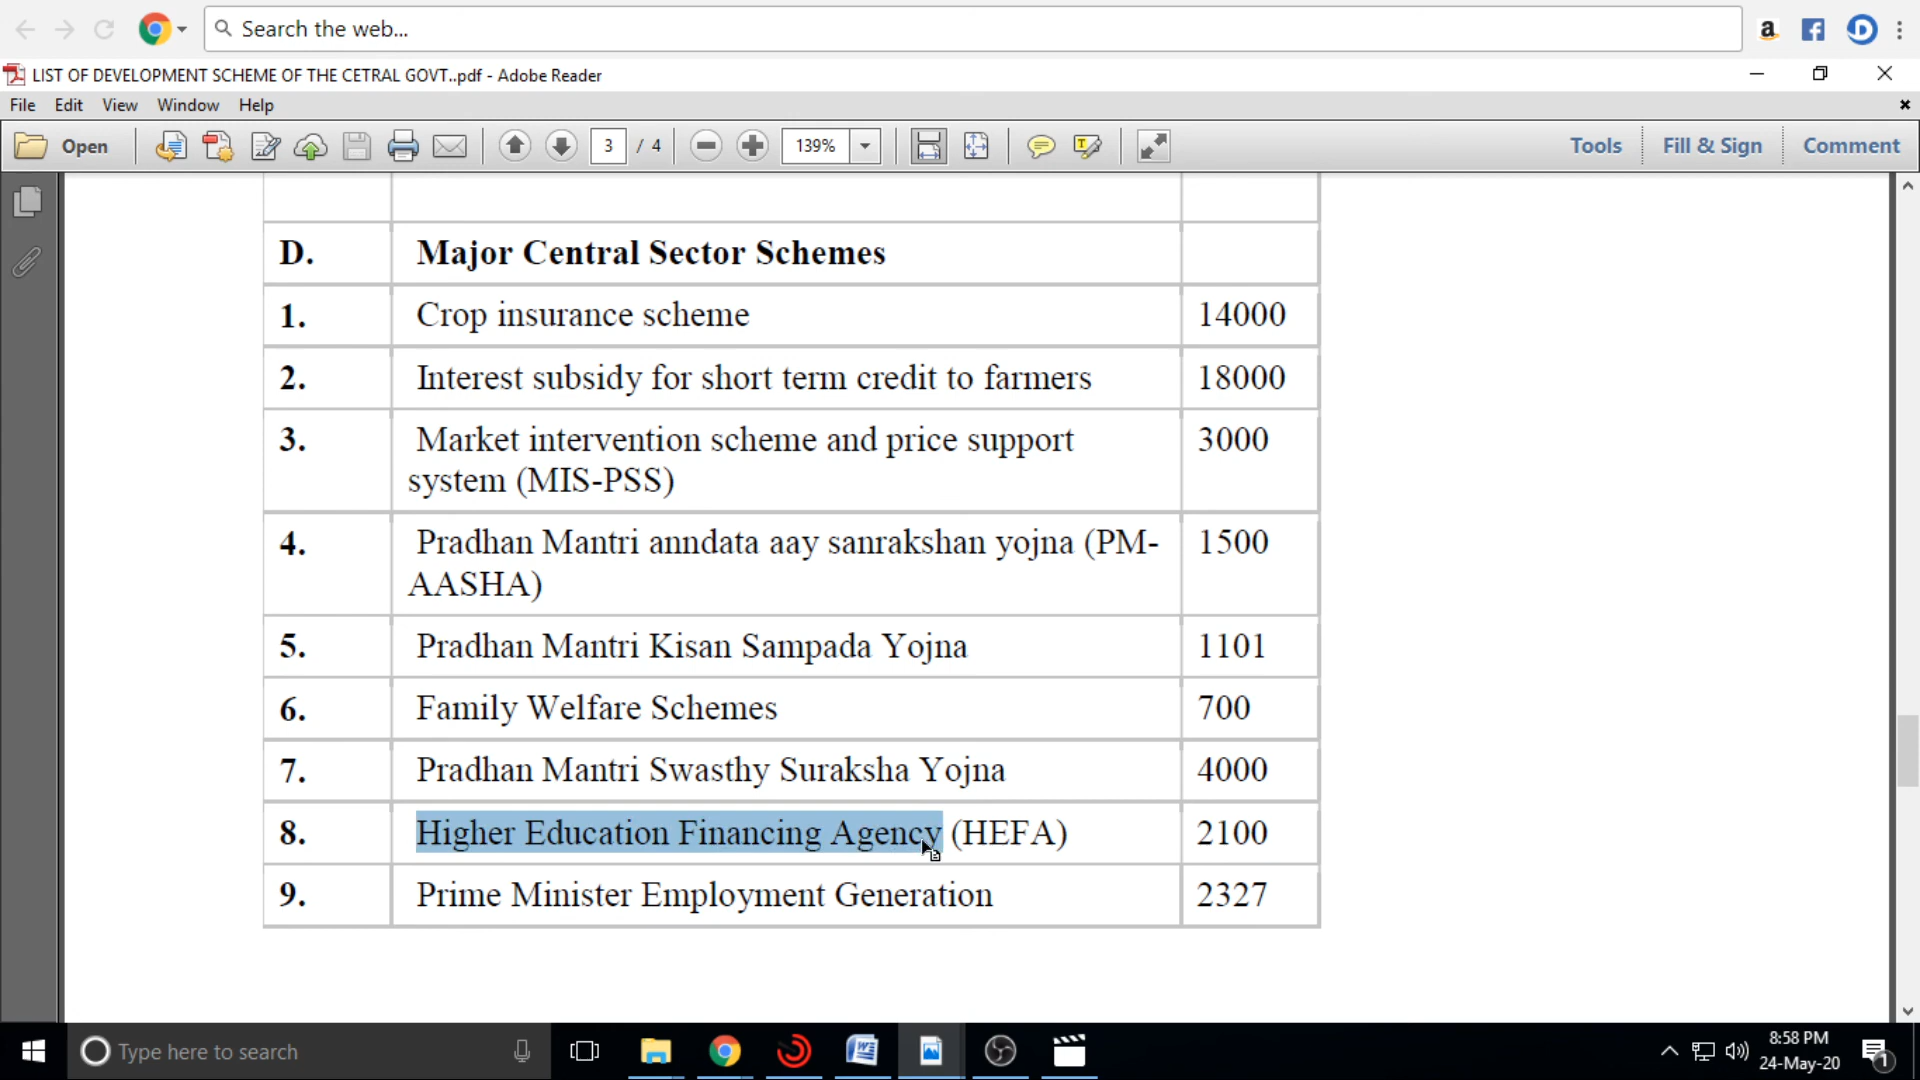 Search the web...
LIST OF DEVELOPMENT SCHEME OF THE CETRAL GOVT..pdf - Adobe Reader
File Edit View Window Help
Open 3 / 4 139% Tools Fill & Sign Comment
D. Major Central Sector Schemes
1. Crop insurance scheme 14000
2. Interest subsidy for short term credit to farmers 18000
3. Market intervention scheme and price support 3000
system (MIS-PSS)
4. Pradhan Mantri anndata aay sanrakshan yojna (PM- 1500
AASHA)
5. Pradhan Mantri Kisan Sampada Yojna 1101
6. Family Welfare Schemes 700
7. Pradhan Mantri Swasthy Suraksha Yojna 4000
8. Higher Education Financing Agency (HEFA) 2100
9. Prime Minister Employment Generation 2327
Type here to search
8:58 PM
24-May-20
1